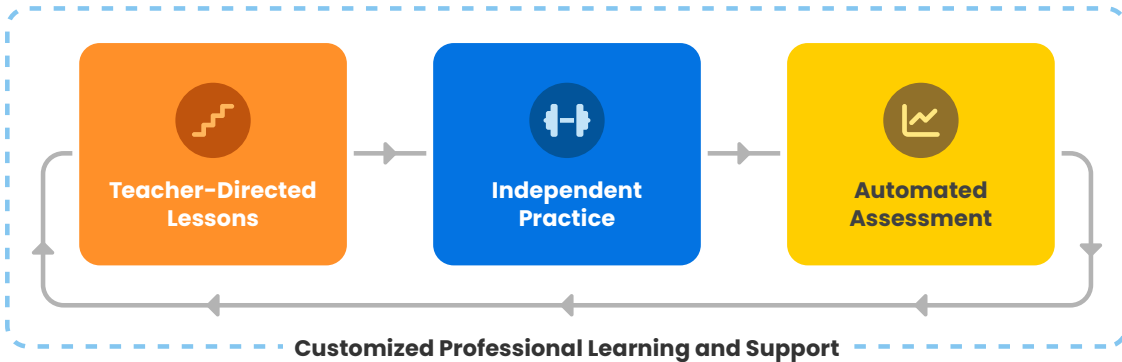 Teacher-Directed
Lessons
Independent
Practice
Automated
Assessment
Customized Professional Learning and Support